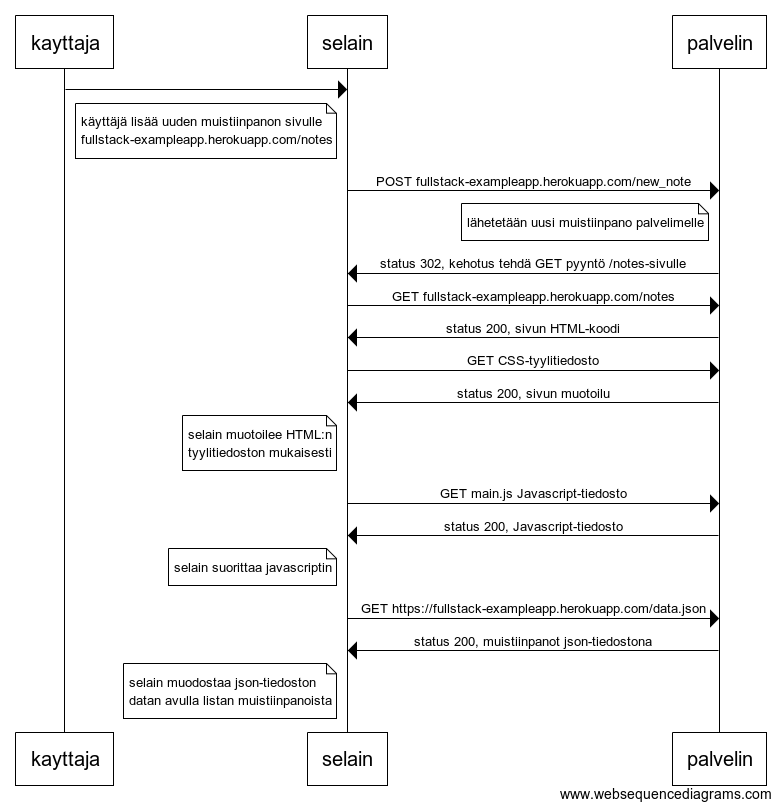 kayttaja
selain
palvelin
käyttäjä lisää uuden muistiinpanon sivulle
fullstack-exampleapp.herokuapp.com/notes
POST fullstack-exampleapp.herokuapp.com/new_note
lähetetään uusi muistiinpano palvelimelle
status 302, kehotus tehdä GET pyyntö /notes-sivulle
GET fullstack-exampleapp.herokuapp.com/notes
status 200, sivun HTML-koodi
GET CSS-tyylitiedosto
status 200, sivun muotoilu
selain muotoilee HTML:n
tyylitiedoston mukaisesti
GET main.js Javascript-tiedosto
status 200, Javascript-tiedosto
selain suorittaa javascriptin
GET https://fullstack-exampleapp.herokuapp.com/data.json
status 200, muistiinpanot json-tiedostona
selain muodostaa json-tiedoston
datan avulla listan muistiinpanoista
kayttaja
selain
palvelin
www.websequencediagrams.com